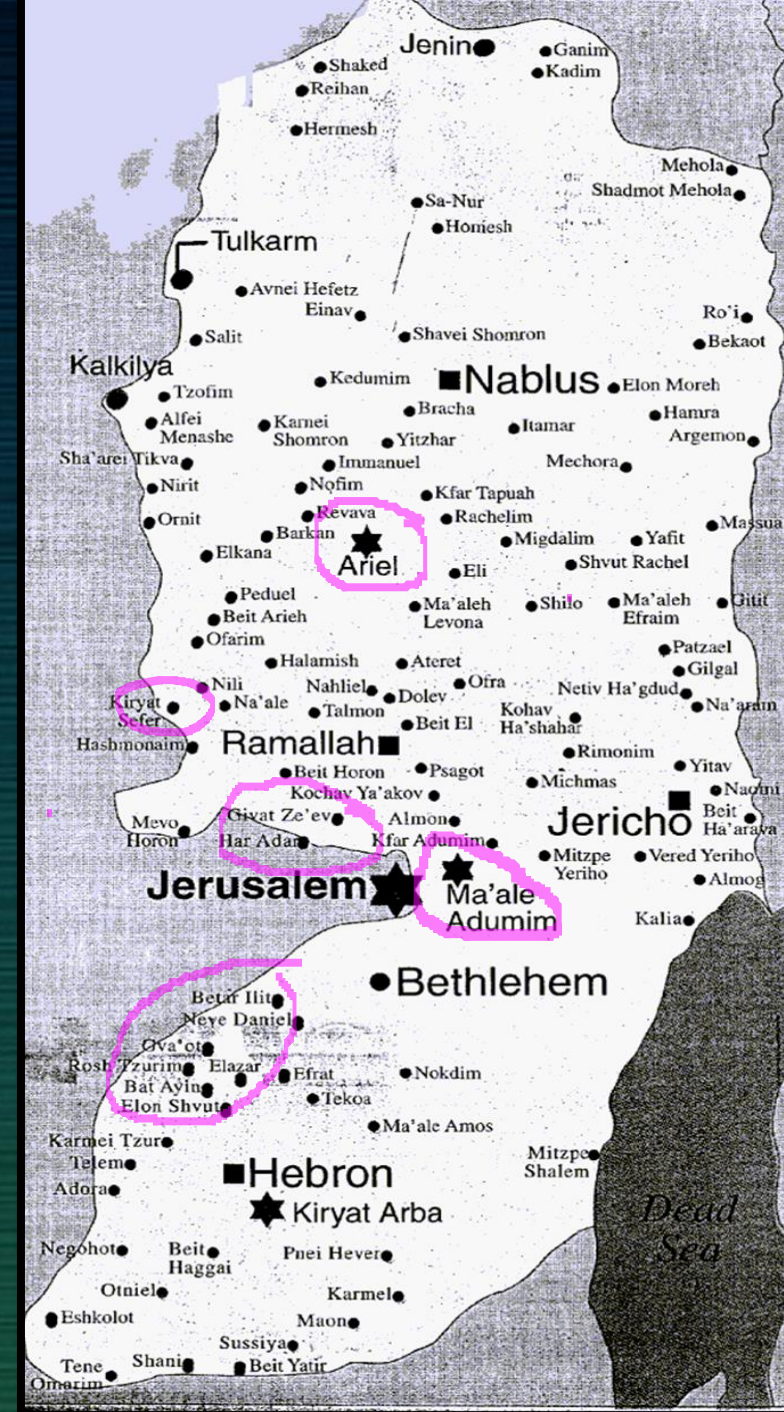 Jenin
Ganim
Shaked
Kadim
Reihan
Hermesh
Mehola
Shadmot Mehola
Sa-Nur
Homesh
Tulkarm
Avnei Hefetz
Einav
Ro'i
Salit
Shavei Shomron
Bekaot
Kalkilya
Kedumim
Nablus
Elon Moreh
Tzofim
Bracha
Hamra
Alfei
Menashe
Karnei
Shomron
Itamar
Argemon
Yitzhar
Sha'arei Tikva
Immanuel
Mechora
Nirit
Nofim
Kfar Tapuah
Revava
Rachelim
Ornit
Massua
Barkan
Migdalim
Yafit
Elkana
Ariel
Eli
Shvut Rachel
Peduel
Ma'aleh
Levona
Shilo
Ma'aleh
Efraim
Gitit
Beit Arieh
Ofarim
Patzael
Halamish
Ateret
Gilgal
Nili
Nahliel
Ofra
Netiv Ha'gdud
Kiryat
Sefer
Na'ale
Dolev
Talmon
Kohav
Ha'shahar
Na'aram
Beit El
Hashmonaim
Ramallah
Rimonim
Beit Horon
Psagot
Yitav
Michmas
Kochav Ya'akov
Naomi
Givat Ze'ev
Almon
Jericho
Beit
Ha'arava
Mevo
Horon
Har Adar
Kfar Adumim
Mitzpe
Yeriho
Vered Yeriho
Jerusalem
Ma'ale
Adumim
Almog
Kalia
Bethlehem
Betar Ilit
Neve Daniel
Ova'ot
Rosh Tzurim
Elazar
Efrat
Nokdim
Bat Ayin
Elon Shvut
Tekoa
Ma'ale Amos
Karmei Tzur
Telem
Mitzpe
Shalem
Adora
Hebron
Kiryat Arba
Dead
Sea
Negohot
Beit
Haggai
Pnei Hever
Otniel
Karmel
Eshkolot
Maon
Sussiya
Tene
Omarim
Shani
Beit Yatir